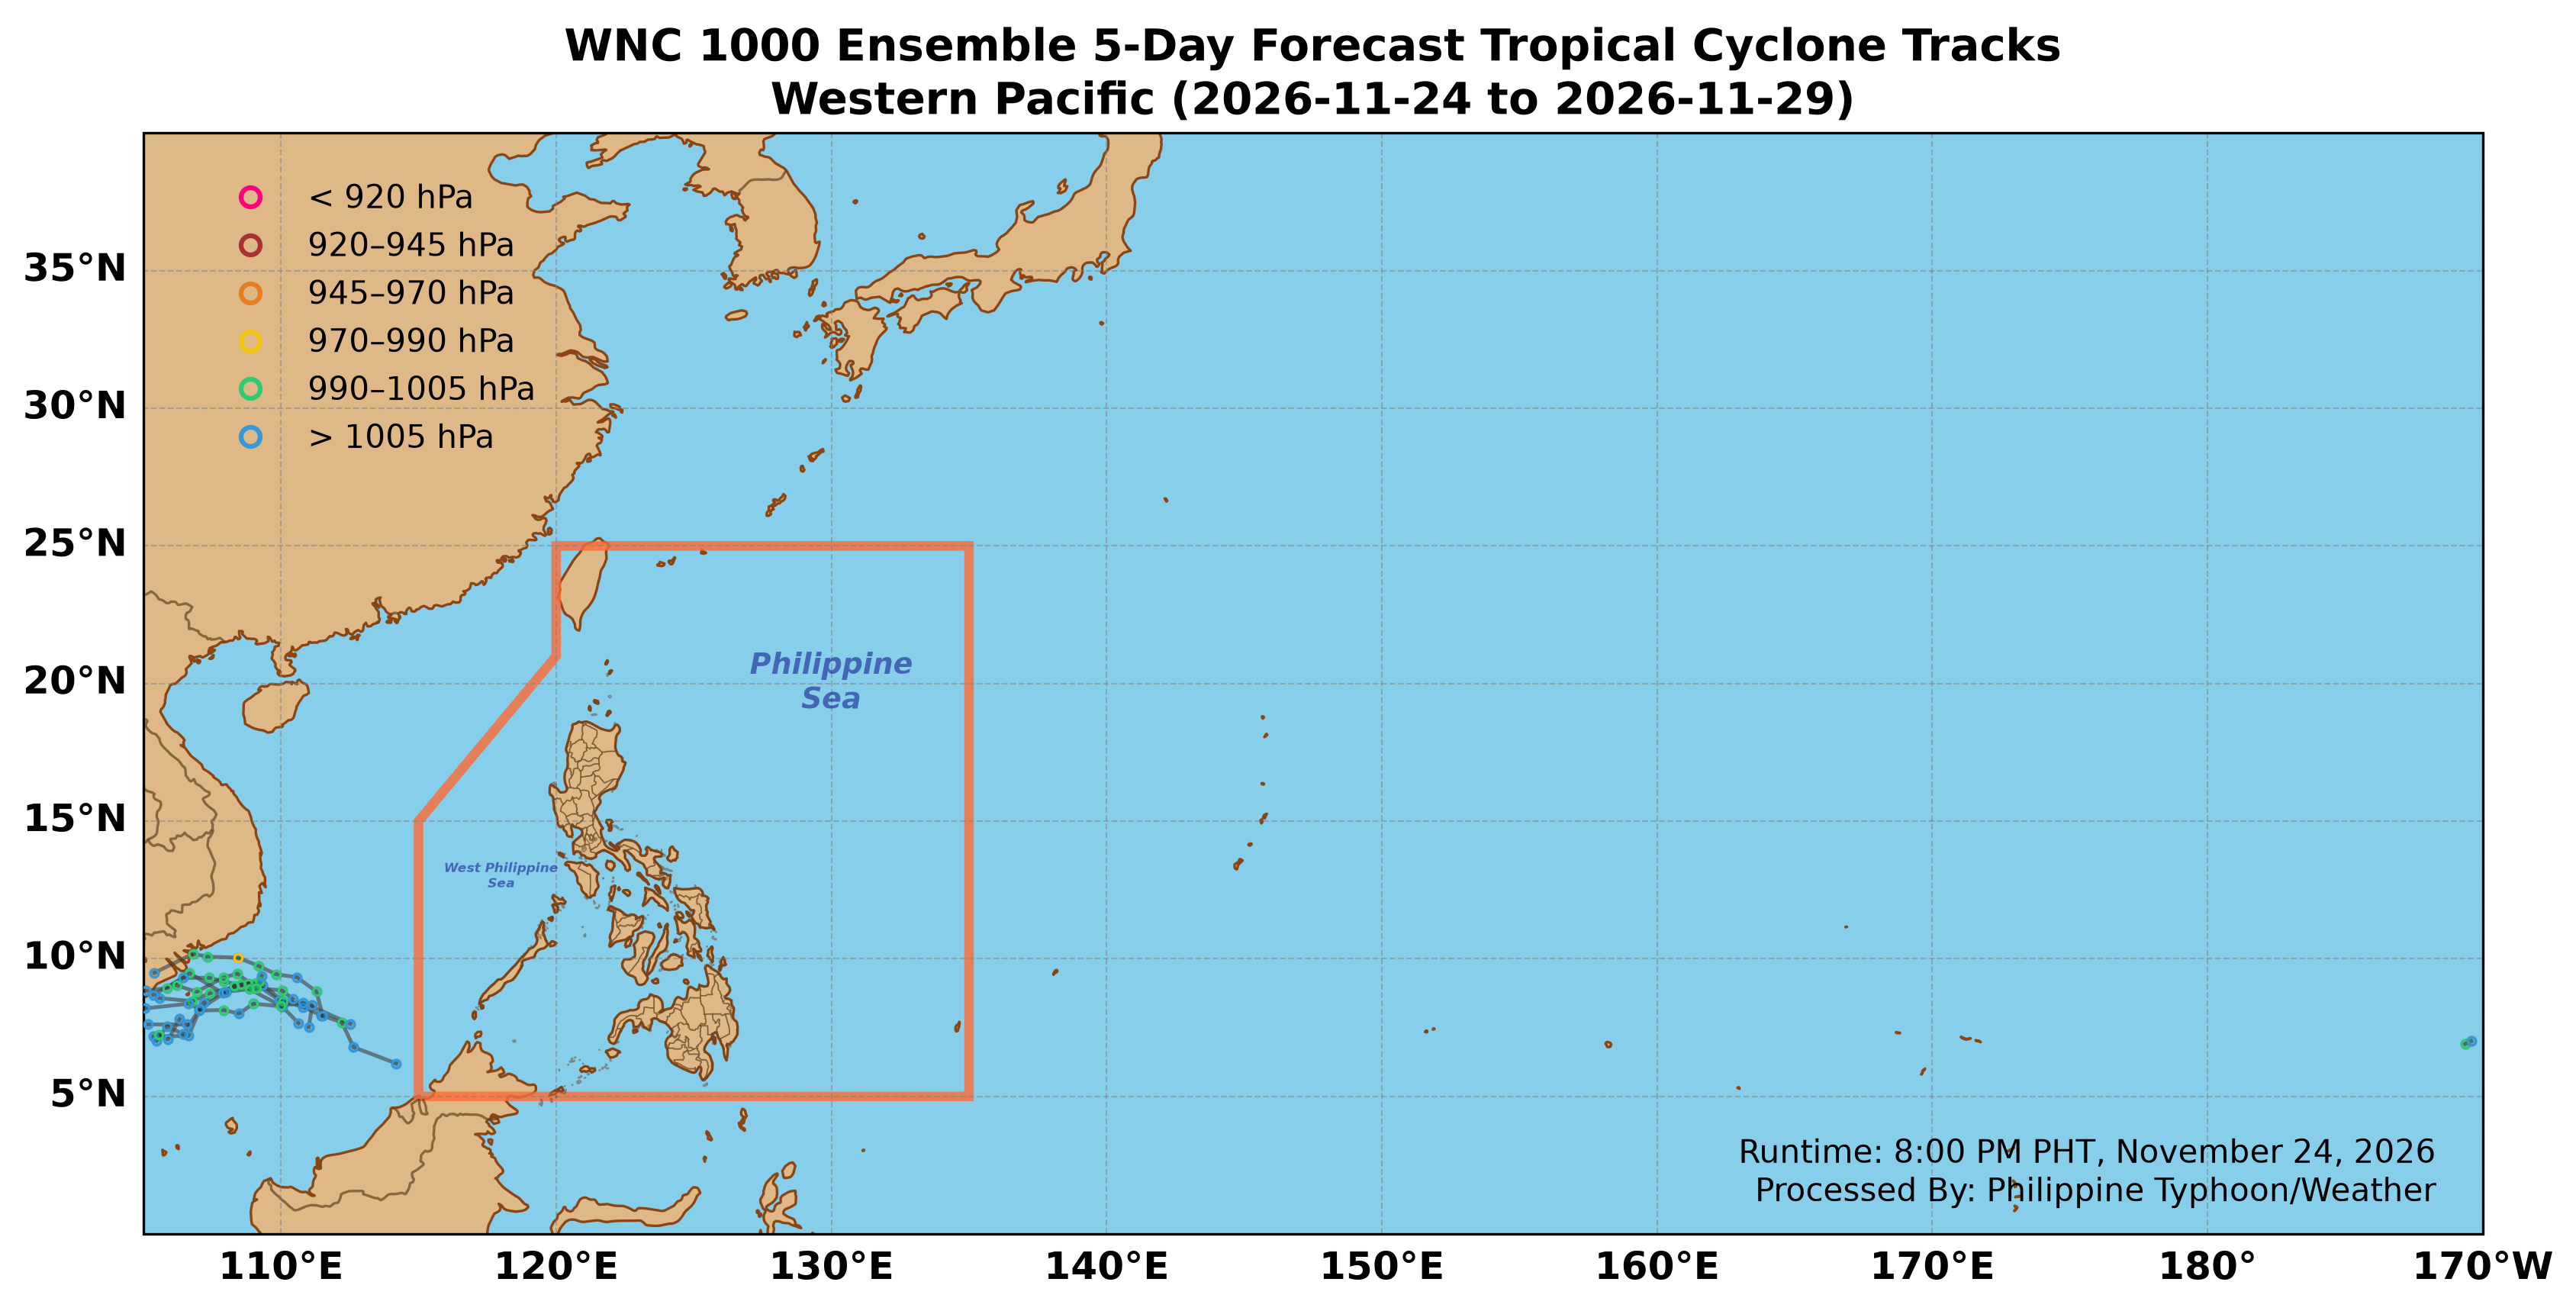 WNC 1000 Ensemble 5-Day Forecast Tropical Cyclone Tracks
Western Pacific (2026-11-24 to 2026-11-29)
< 920 hPa
920–945 hPa
945–970 hPa
970–990 hPa
990–1005 hPa
> 1005 hPa
35°N
30°N
25°N
20°N
15°N
10°N
5°N
Philippine
Sea
West Philippine
Sea
Runtime: 8:00 PM PHT, November 24, 2026
Processed By: Philippine Typhoon/Weather
110°E 120°E 130°E 140°E 150°E 160°E 170°E 180° 170°W